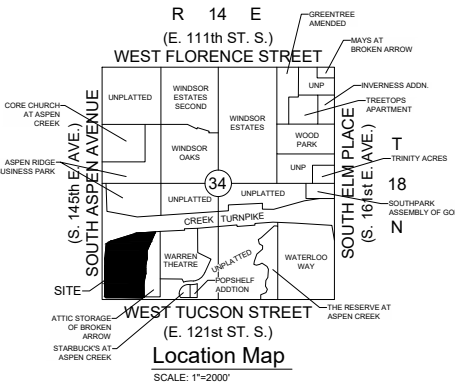 R 14 E
(E. 111th ST. S.)
WEST FLORENCE STREET
GREENTREE
AMENDED
MAYS AT
BROKEN ARROW
UNPLATTED
WINDSOR
ESTATES
SECOND
WINDSOR
ESTATES
UNP
INVERNESS ADDN.
TREETOPS
APARTMENT
CORE CHURCH
AT ASPEN
CREEK
WINDSOR
OAKS
WOOD
PARK
ASPEN RIDGE
USINESS PARK
UNP
TRINITY ACRES
34
UNPLATTED
UNPLATTED
SOUTHPARK
ASSEMBLY OF GO
CREEK TURNPIKE
(S. 145th E. AVE.)
SOUTH ASPEN AVENUE
SOUTH ELM PLACE
(S. 161st E. AVE.)
T
18
N
WARREN
THEATRE
UNPLATTED
WATERLOO
WAY
POPSHELF
ADDTION
SITE
ATTIC STORAGE
OF BROKEN
ARROW
STARBUCK'S AT
ASPEN CREEK
THE RESERVE AT
ASPEN CREEK
WEST TUCSON STREET
(E. 121st ST. S.)
Location Map
SCALE: 1"=2000'